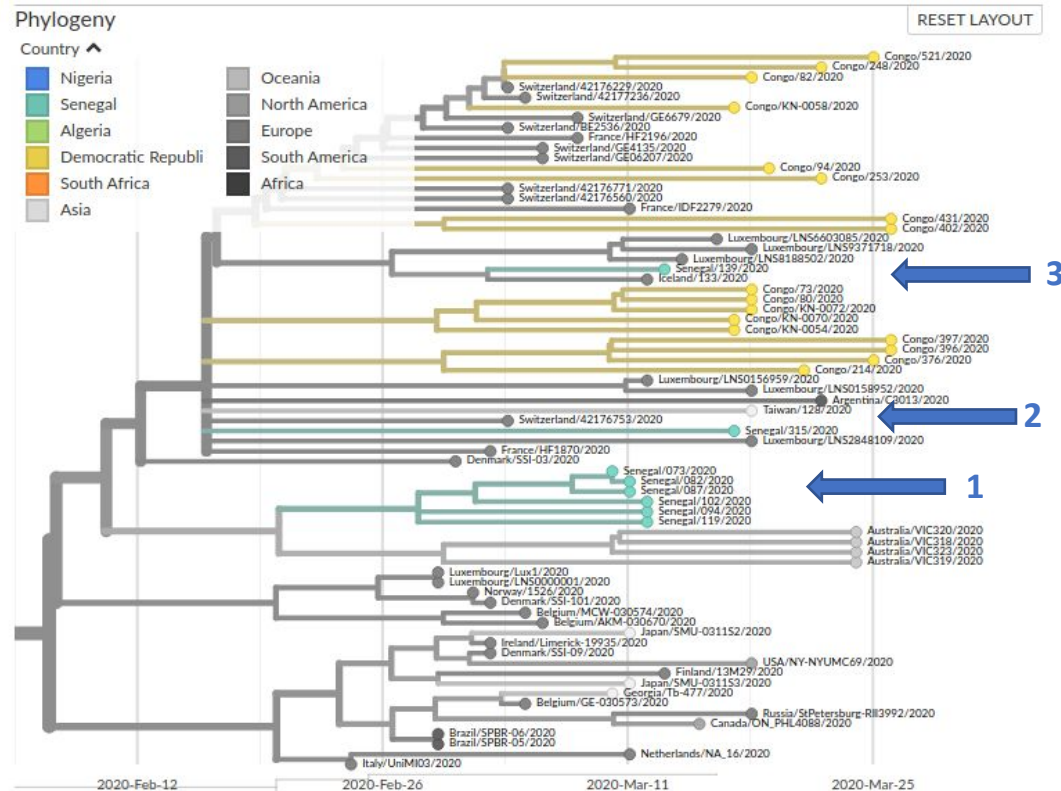 Phylogeny
RESET LAYOUT
Country
Nigeria
Senegal
Algeria
Democratic Republi
South Africa
Asia
Oceania
North America
Europe
South America
Africa
Congo/521/2020
Congo/248/2020
Congo/82/2020
Switzerland/42176229/2020
Switzerland/42177236/2020
Congo/KN-0058/2020
Switzerland/GE6679/2020
Switzerland/BE2536/2020
France/HF2196/2020
Switzerland/GE4135/2020
Switzerland/GE06207/2020
Congo/94/2020
Congo/253/2020
Switzerland/42176771/2020
Switzerland/42176560/2020
France/IDF2279/2020
Congo/431/2020
Congo/402/2020
Luxembourg/LNS6603085/2020
Luxembourg/LNS9371718/2020
Luxembourg/LNS8188502/2020
Senegal/139/2020
3
Iceland/133/2020
Congo/73/2020
Congo/80/2020
Congo/KN-0072/2020
Congo/KN-0070/2020
Congo/KN-0054/2020
Congo/397/2020
Congo/396/2020
Congo/376/2020
Congo/214/2020
Luxembourg/LNS0156959/2020
Luxembourg/LNS0158952/2020
Argentina/C3013/2020
Taiwan/128/2020
2
Switzerland/42176753/2020
Senegal/315/2020
Luxembourg/LNS2848109/2020
France/HF1870/2020
Denmark/SSI-03/2020
Senegal/073/2020
Senegal/082/2020
1
Senegal/087/2020
Senegal/102/2020
Senegal/094/2020
Senegal/119/2020
Australia/VIC320/2020
Australia/VIC318/2020
Australia/VIC323/2020
Australia/VIC319/2020
Luxembourg/Lux1/2020
Luxembourg/LNS0000001/2020
Norway/1526/2020
Denmark/SSI-101/2020
Belgium/MCW-030574/2020
Belgium/AKM-030670/2020
Japan/SMU-0311S2/2020
Ireland/Limerick-19935/2020
Denmark/SSI-09/2020
USA/NY-NYUMC69/2020
Finland/13M29/2020
Japan/SMU-0311S3/2020
Georgia/Tb-477/2020
Belgium/GE-030573/2020
Russia/StPetersburg-RII3992/2020
Canada/ON_PHL4088/2020
Brazil/SPBR-06/2020
Brazil/SPBR-05/2020
Netherlands/NA_16/2020
Italy/UniMI03/2020
2020-Feb-12
2020-Feb-26
2020-Mar-11
2020-Mar-25